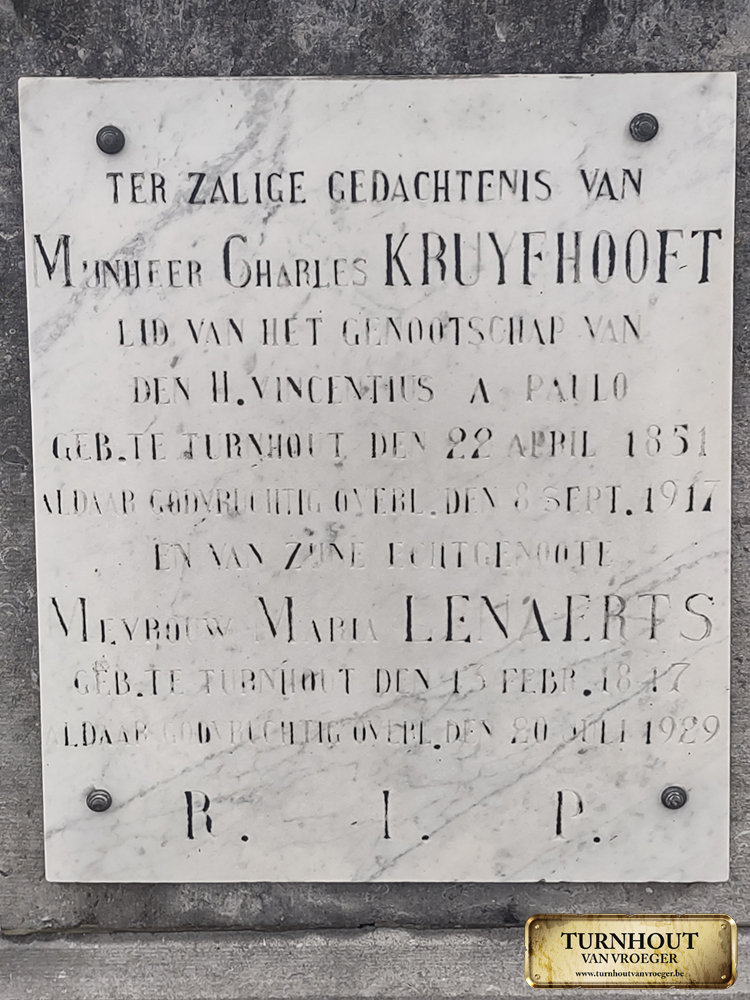 TER ZALIGE GEDACHTENIS VAN
MIJNHEER CHARLES KRUYFHOOFT
LID VAN HET GENOOTSCHAP VAN
DEN H. VINCENTIUS A PAULO
GEB. TE TURNHOUT DEN 22 APRIL 1851
ALDAAR GODVRUCHTIG OVERL. DEN 8 SEPT. 1917
EN VAN ZIJNE ECHTGENOOTE
MEVROUW MARIA LENAERTS
GEB. TE TURNHOUT DEN 13 FEBR. 1847
ALDAAR GODVRUCHTIG OVERL. DEN 20 JULI 1929
R. I. P.
TURNHOUT
VAN VROEGER
www.turnhoutvanvroeger.be